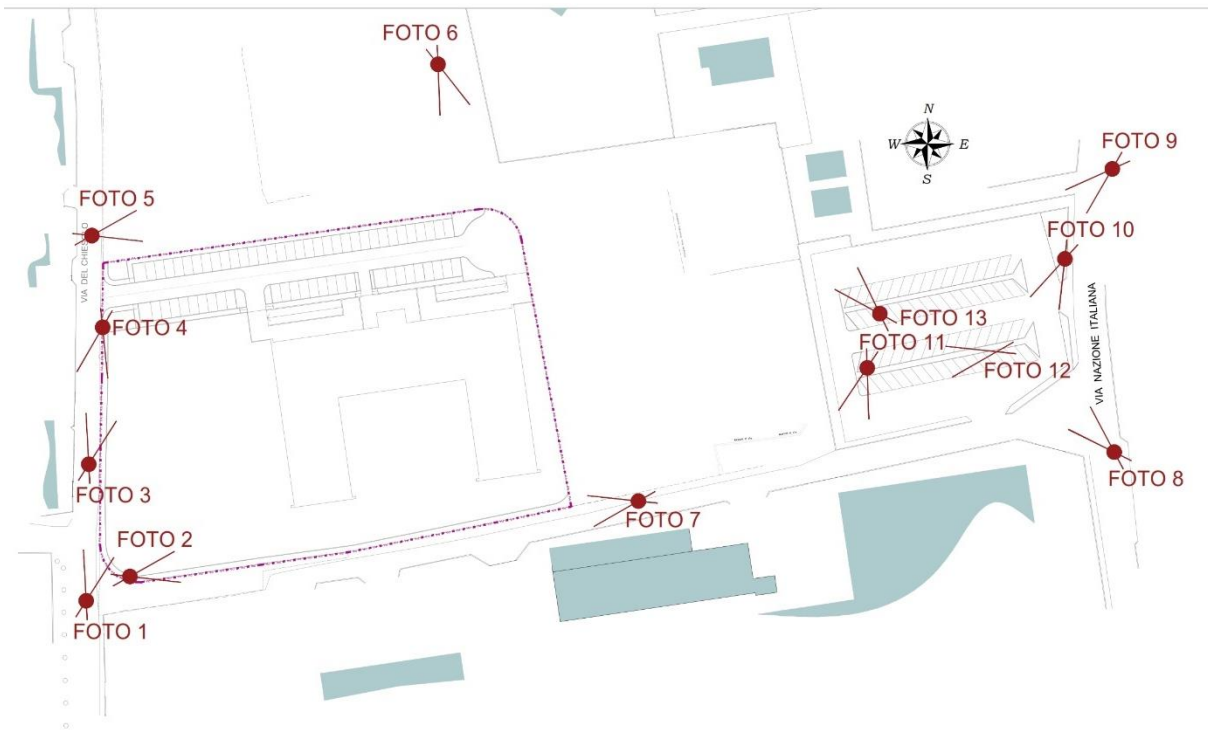 FOTO 6
N
W
E
S
FOTO 9
FOTO 5
VIA DEL CHIESINO
FOTO 10
FOTO 4
FOTO 13
FOTO 11
FOTO 12
VIA NAZIONE ITALIANA
FOTO 3
FOTO 8
FOTO 7
FOTO 2
FOTO 1